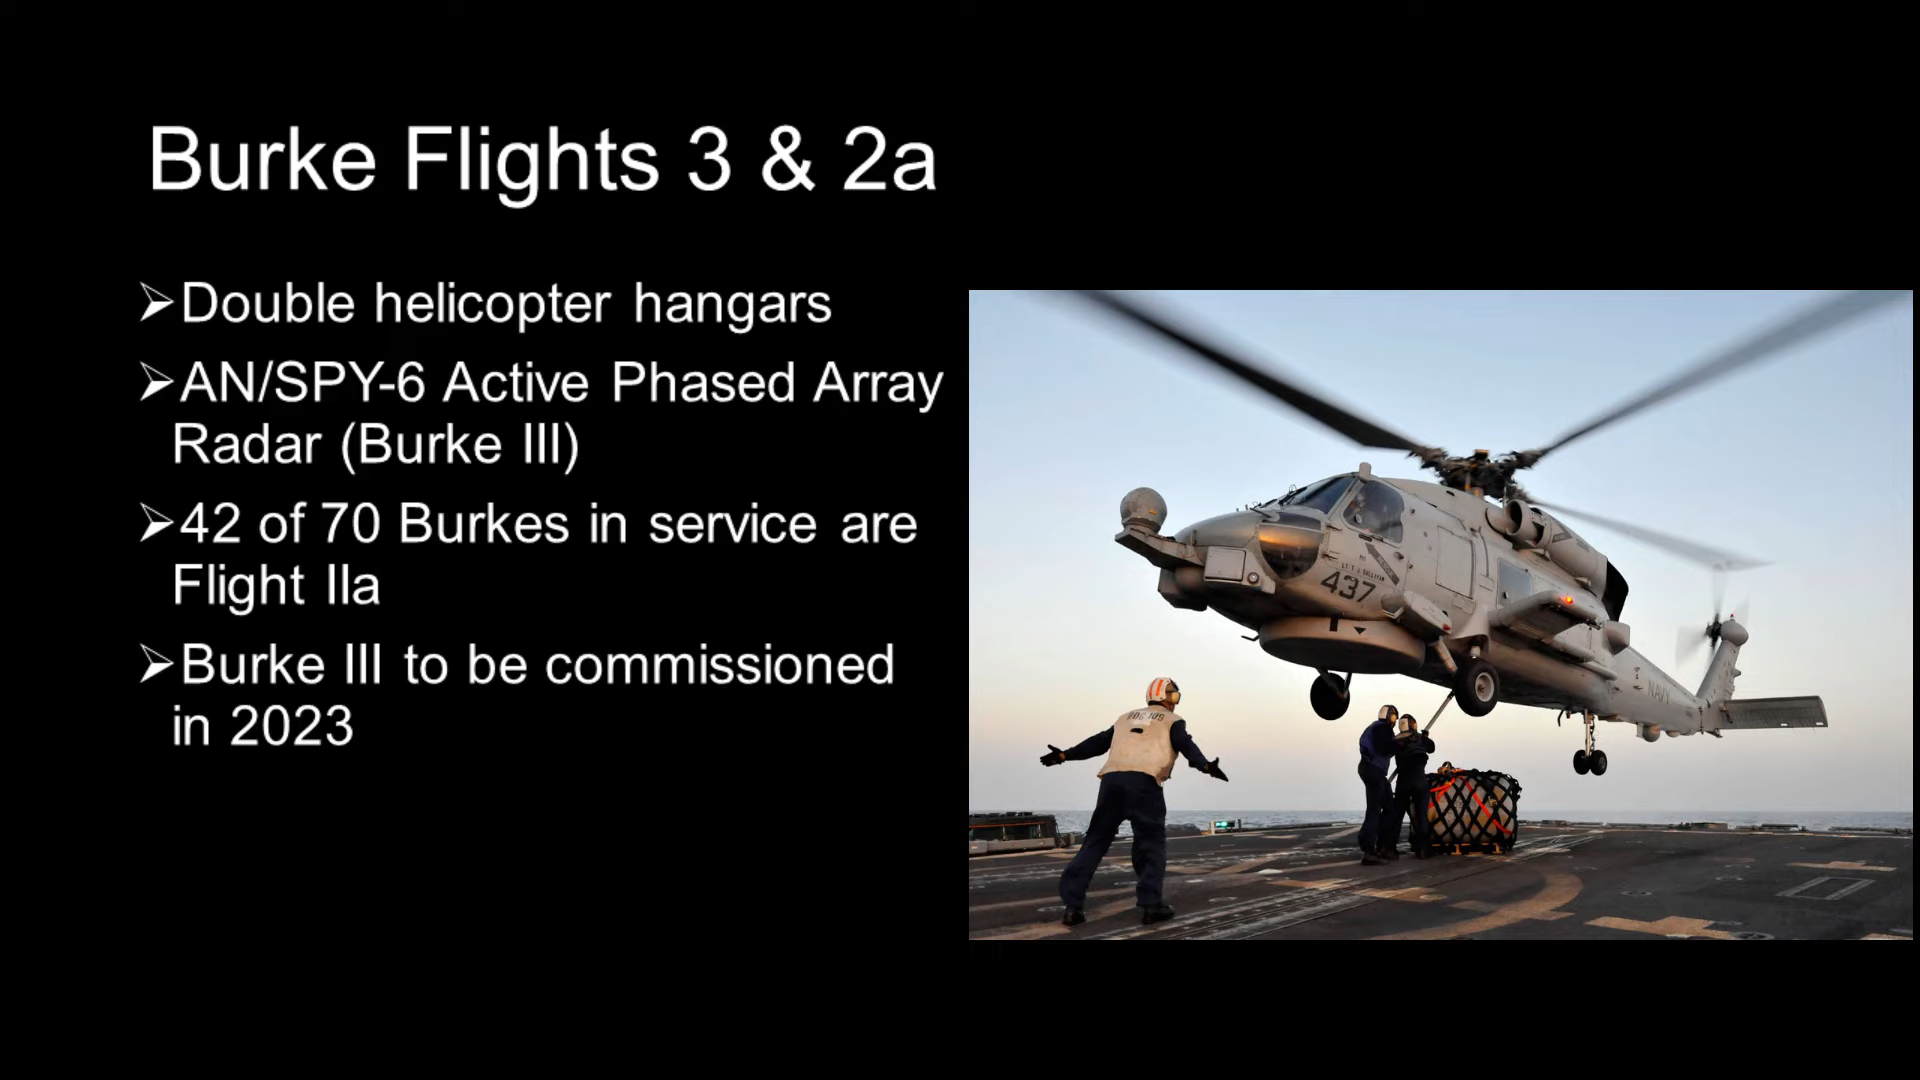 Burke Flights 3 & 2a
➢Double helicopter hangars
➢AN/SPY-6 Active Phased Array
Radar (Burke III)
➢42 of 70 Burkes in service are
Flight IIa
➢Burke III to be commissioned
in 2023
437
NAVY